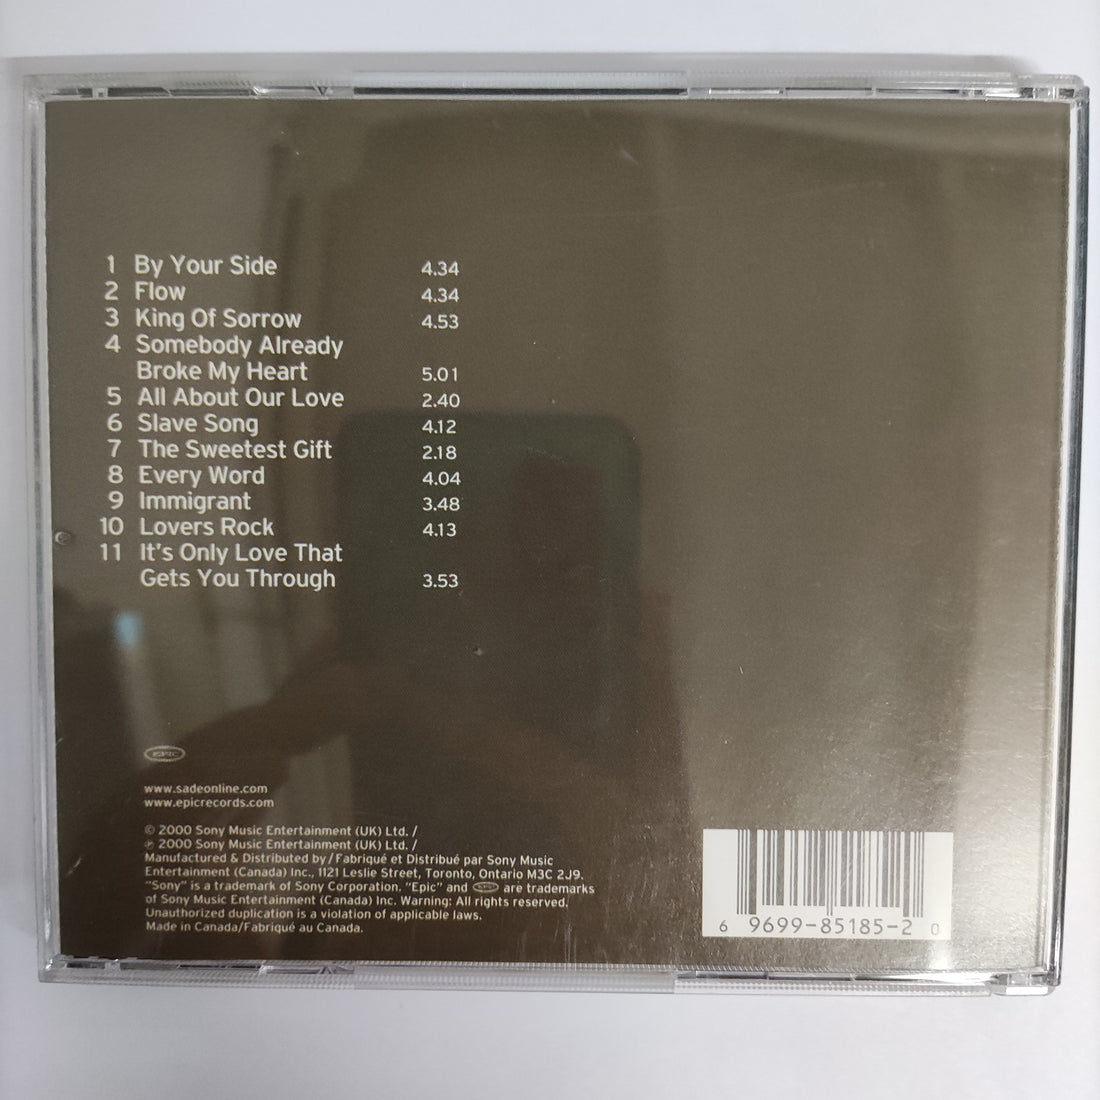 1 By Your Side 4.34
2 Flow 4.34
3 King Of Sorrow 4.53
4 Somebody Already
Broke My Heart 5.01
5 All About Our Love 2.40
6 Slave Song 4.12
7 The Sweetest Gift 2.18
8 Every Word 4.04
9 Immigrant 3.48
10 Lovers Rock 4.13
11 It's Only Love That
Gets You Through 3.53
EPIC
www.sadeonline.com
www.epicrecords.com
© 2000 Sony Music Entertainment (UK) Ltd. /
℗ 2000 Sony Music Entertainment (UK) Ltd. /
Manufactured & Distributed by / Fabriqué et Distribué par Sony Music
Entertainment (Canada) Inc., 1121 Leslie Street, Toronto, Ontario M3C 2J9.
"Sony" is a trademark of Sony Corporation. "Epic" and EPIC are trademarks
of Sony Music Entertainment (Canada) Inc. Warning: All rights reserved.
Unauthorized duplication is a violation of applicable laws.
Made in Canada/Fabriqué au Canada.
6 9699-85185-2 0